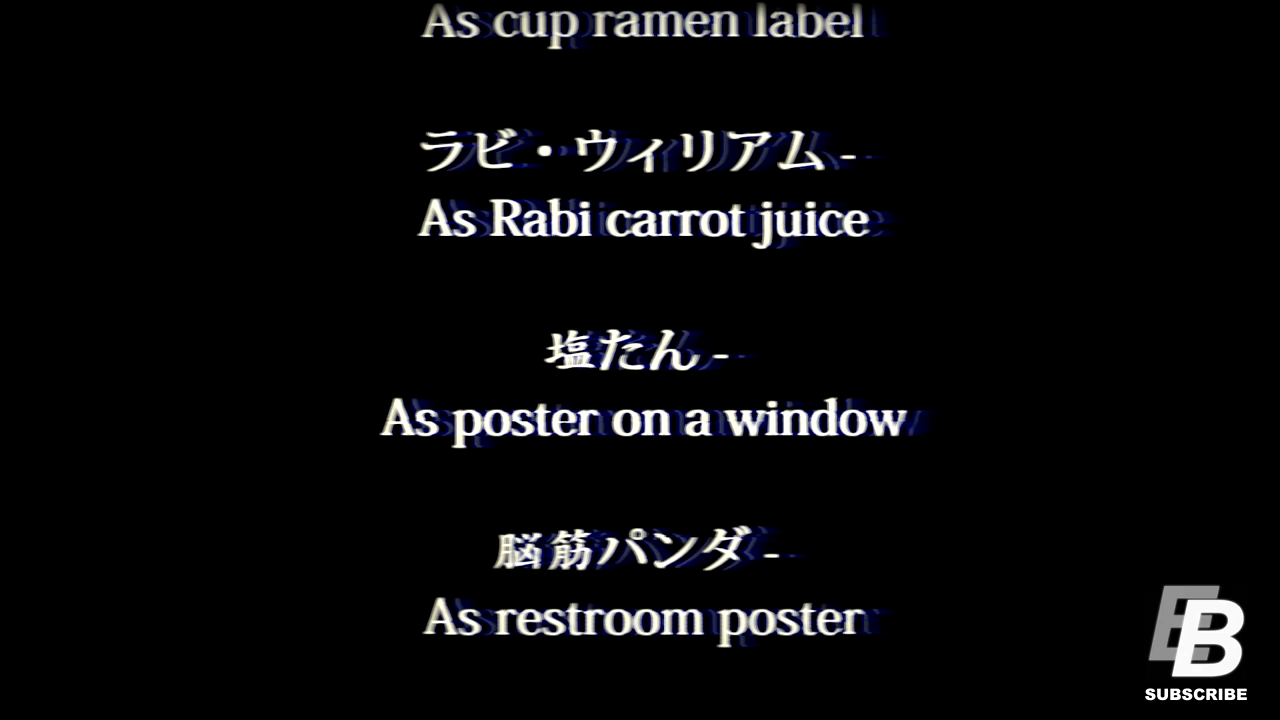 As cup ramen label
ラビ・ウィリアム -
As Rabi carrot juice
塩たん -
As poster on a window
脳筋パンダ -
As restroom poster
EB
SUBSCRIBE